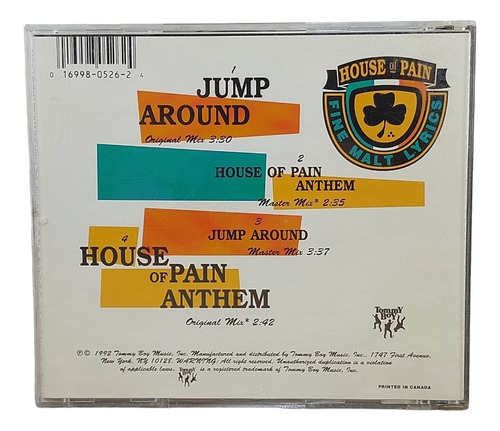 0 16998-0526-2 4
1
JUMP
AROUND
Original Mix 3:30
HOUSE of PAIN
FINE MALT LYRICS
2
HOUSE OF PAIN
ANTHEM
Master Mix* 2:35
3
JUMP AROUND
Master Mix 3:37
4
HOUSE
OF PAIN
ANTHEM
Original Mix* 2:42
Tommy
Boy
℗ © 1992 Tommy Boy Music, Inc. Manufactured and distributed by Tommy Boy Music, Inc., 1747 First Avenue,
New York, NY 10128. WARNING: All Rights Reserved. Unauthorized duplication is a violation
of applicable laws. Tommy Boy is a registered trademark of Tommy Boy Music, Inc.
PRINTED IN CANADA